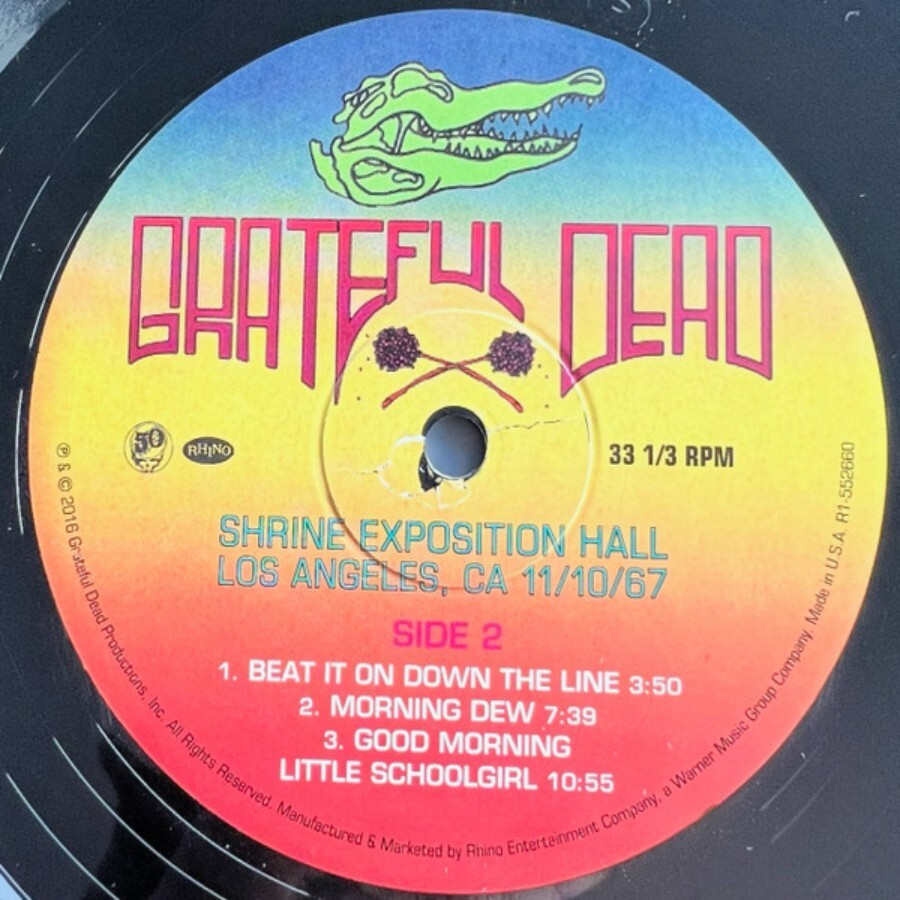 GRATEFUL DEAD
50
RHINO
33 1/3 RPM
SHRINE EXPOSITION HALL
LOS ANGELES, CA 11/10/67
SIDE 2
1. BEAT IT ON DOWN THE LINE 3:50
2. MORNING DEW 7:39
3. GOOD MORNING
LITTLE SCHOOLGIRL 10:55
℗ & © 2016 Grateful Dead Productions, Inc. All Rights Reserved. Manufactured & Marketed by Rhino Entertainment Company, a Warner Music Group Company. Made in U.S.A. R1-552660